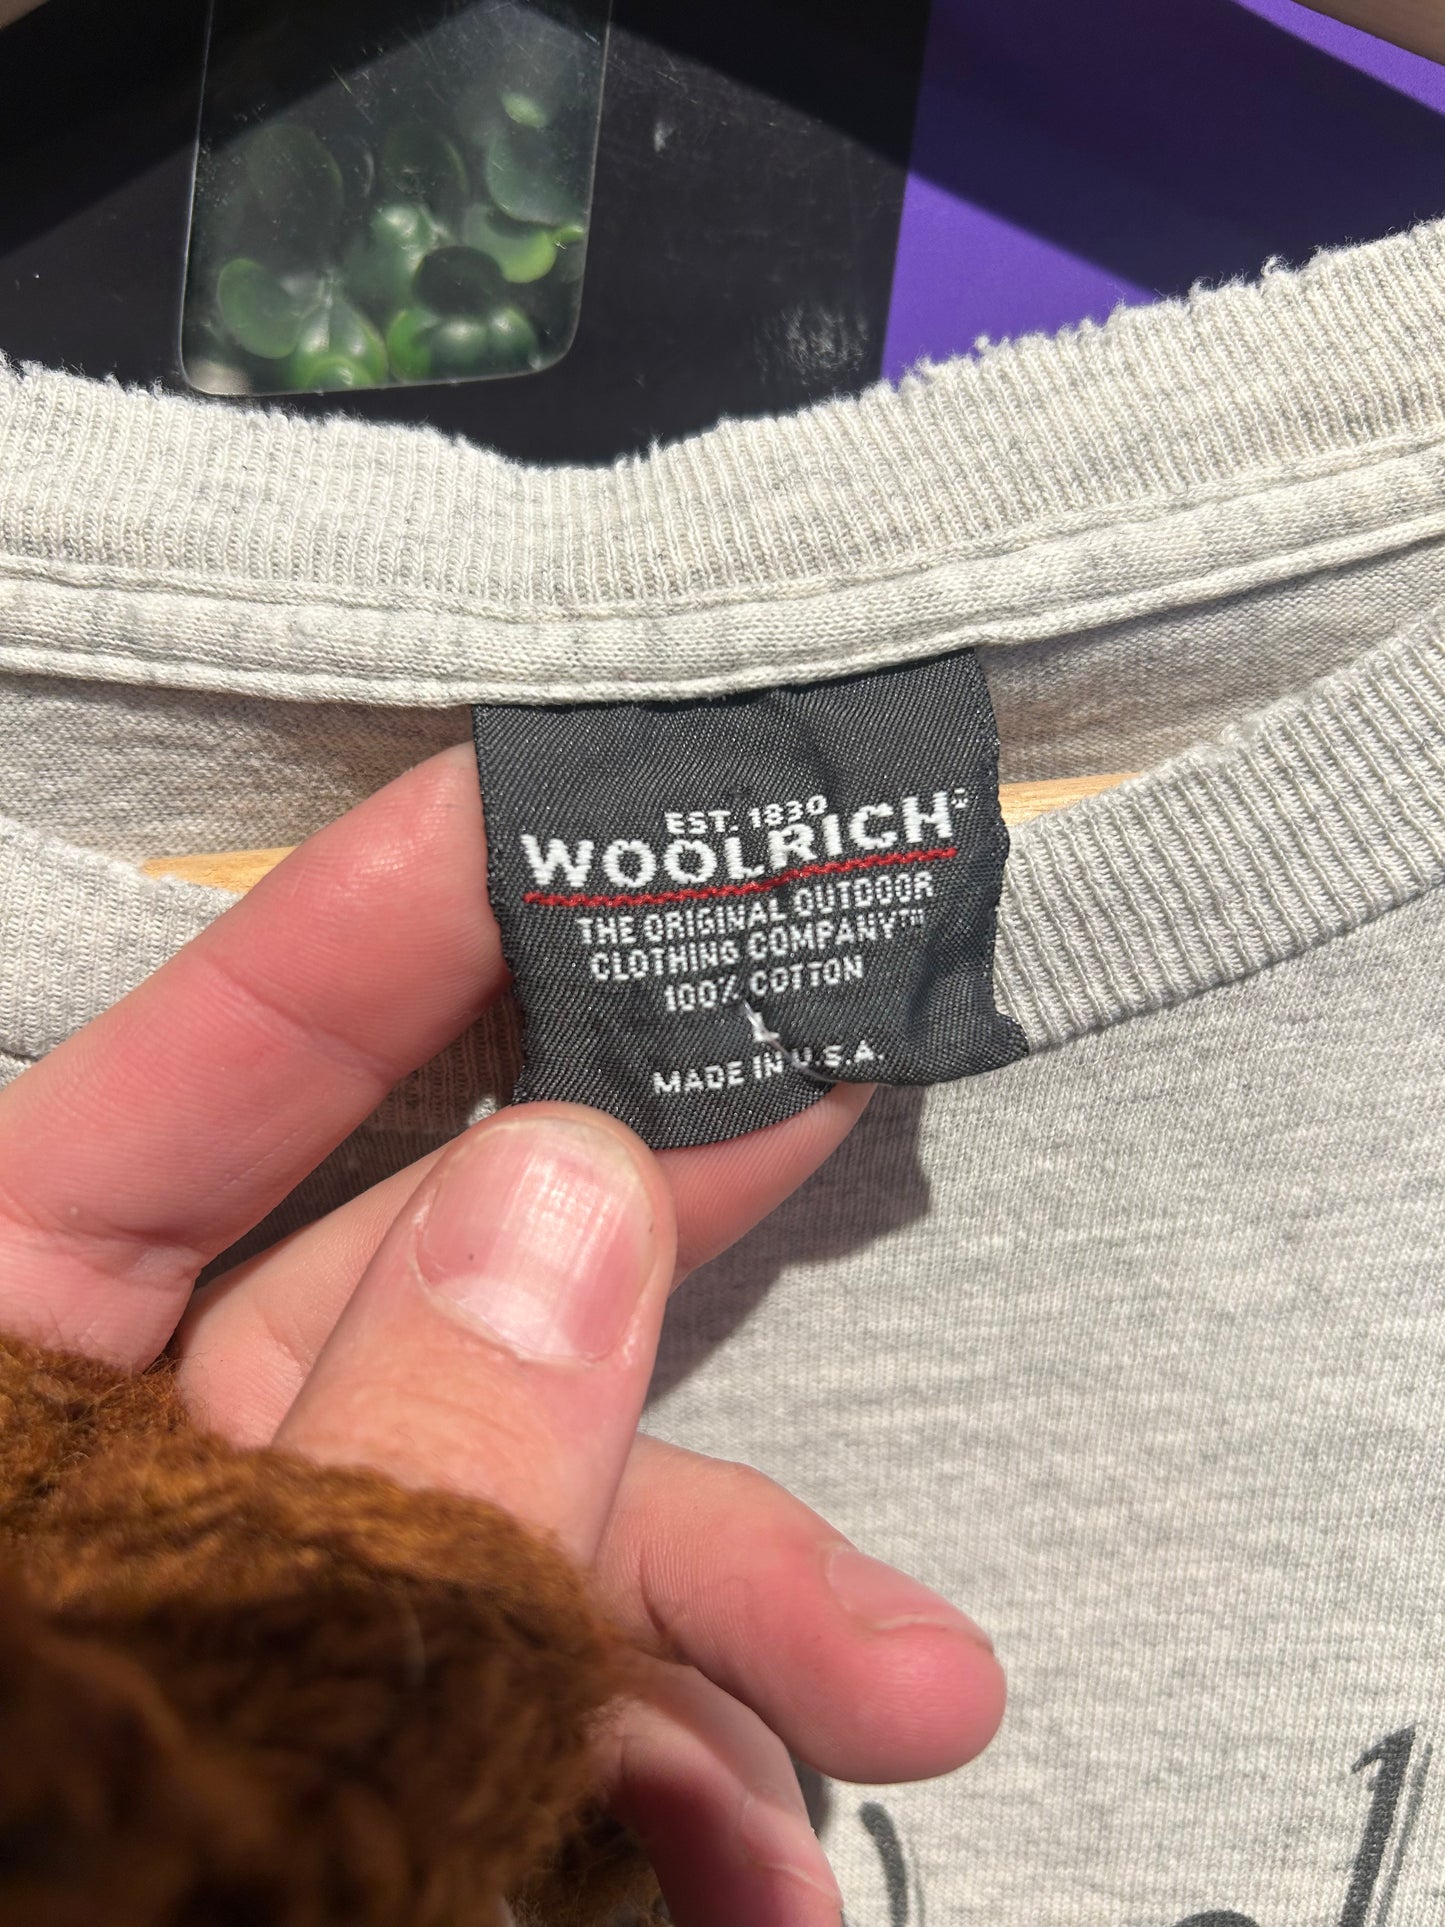 EST. 1830
WOOLRICH®
THE ORIGINAL OUTDOOR
CLOTHING COMPANY™
100% COTTON
L
MADE IN U.S.A.